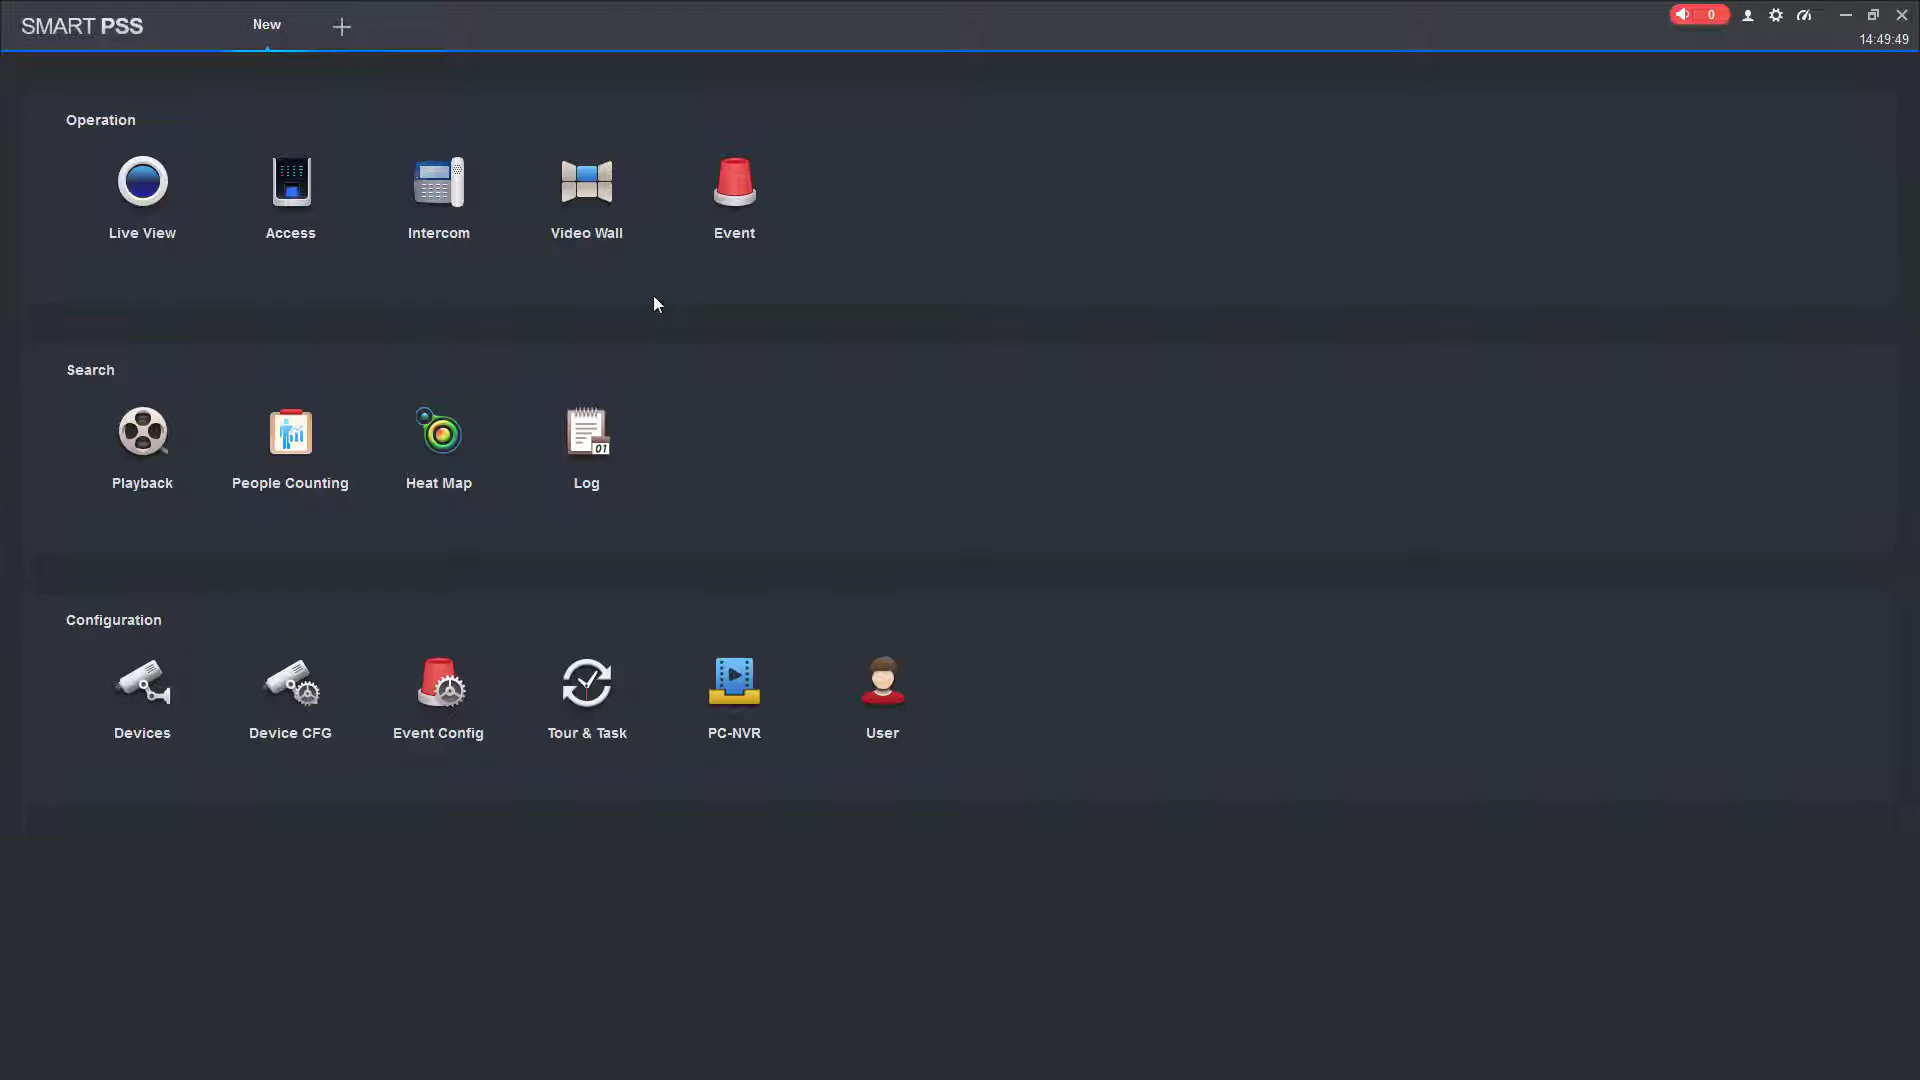 SMART PSS
New
0
14:49:49
Operation
Live View
Access
Intercom
Video Wall
Event
Search
Playback
People Counting
Heat Map
01
Log
Configuration
Devices
Device CFG
Event Config
Tour & Task
PC-NVR
User